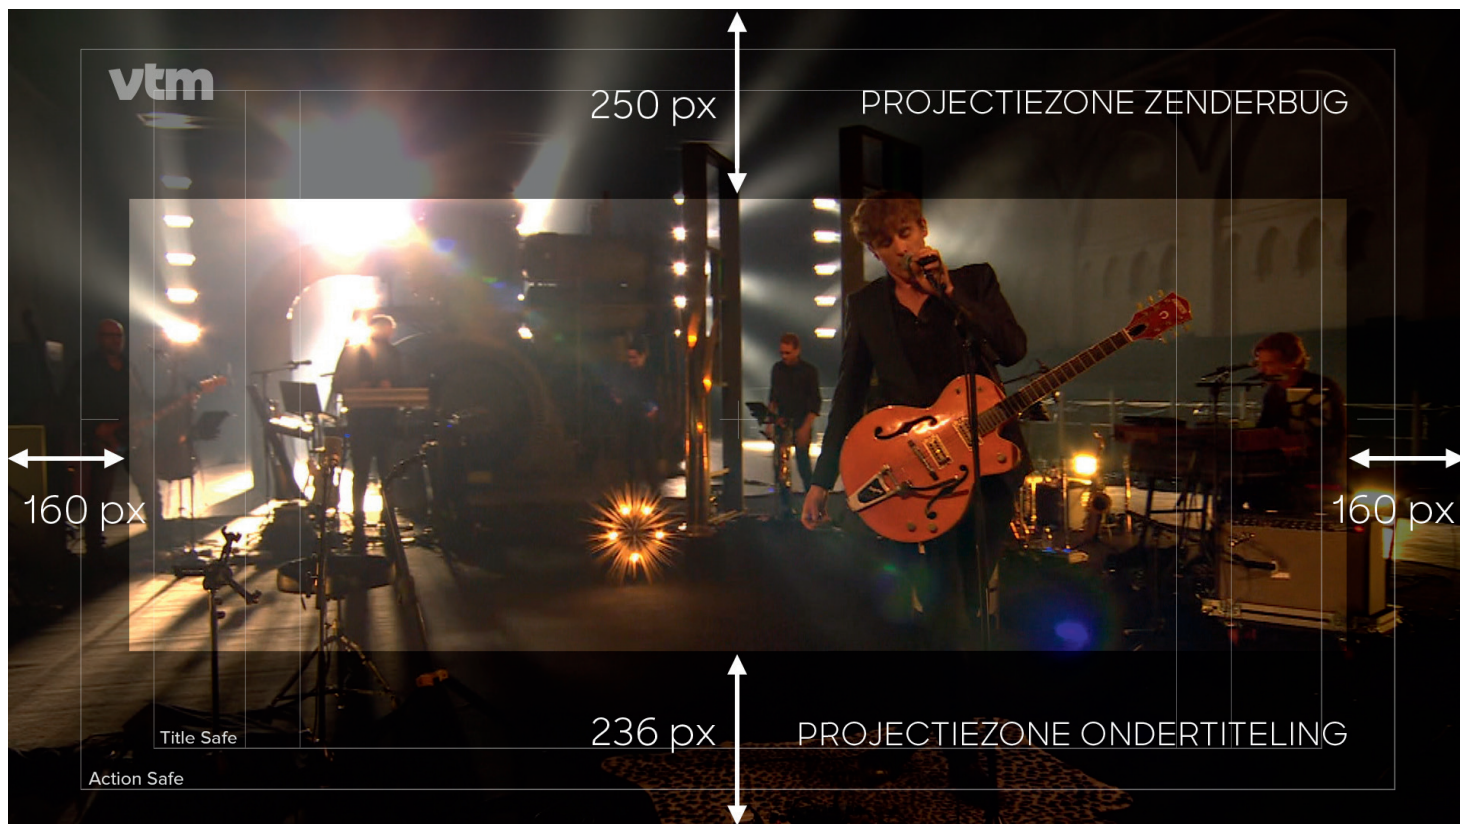 vtm
250 px
PROJECTIEZONE ZENDERBUG
160 px
160 px
236 px
PROJECTIEZONE ONDERTITELING
Title Safe
Action Safe